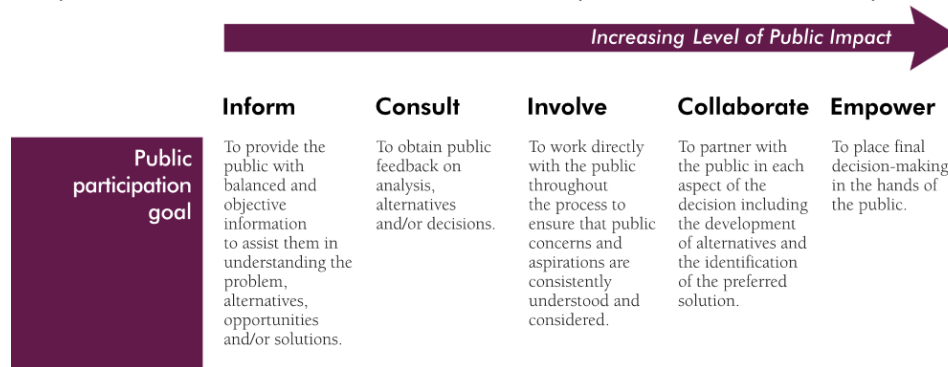 Increasing Level of Public Impact
Inform
Consult
Involve
Collaborate
Empower
Public
participation
goal
To provide the
public with
balanced and
objective
information
to assist them in
understanding the
problem,
alternatives,
opportunities
and/or solutions.
To obtain public
feedback on
analysis,
alternatives
and/or decisions.
To work directly
with the public
throughout
the process to
ensure that public
concerns and
aspirations are
consistently
understood and
considered.
To partner with
the public in each
aspect of the
decision including
the development
of alternatives and
the identification
of the preferred
solution.
To place final
decision-making
in the hands of
the public.